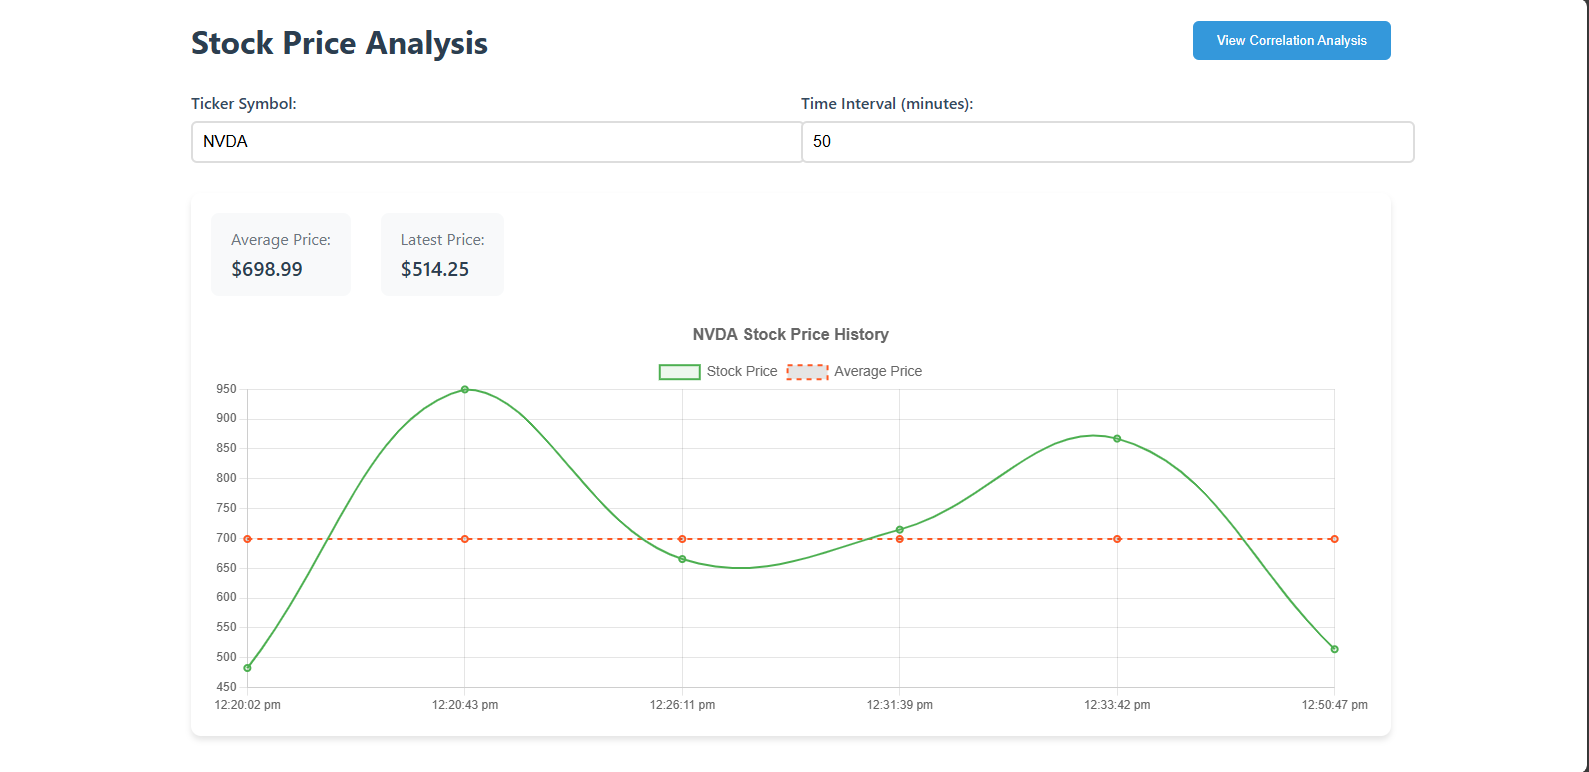 Stock Price Analysis
View Correlation Analysis
Ticker Symbol:
Time Interval (minutes):
NVDA
50
Average Price:
$698.99
Latest Price:
$514.25
NVDA Stock Price History
Stock Price
Average Price
950
900
850
800
750
700
650
600
550
500
450
12:20:02 pm
12:20:43 pm
12:26:11 pm
12:31:39 pm
12:33:42 pm
12:50:47 pm